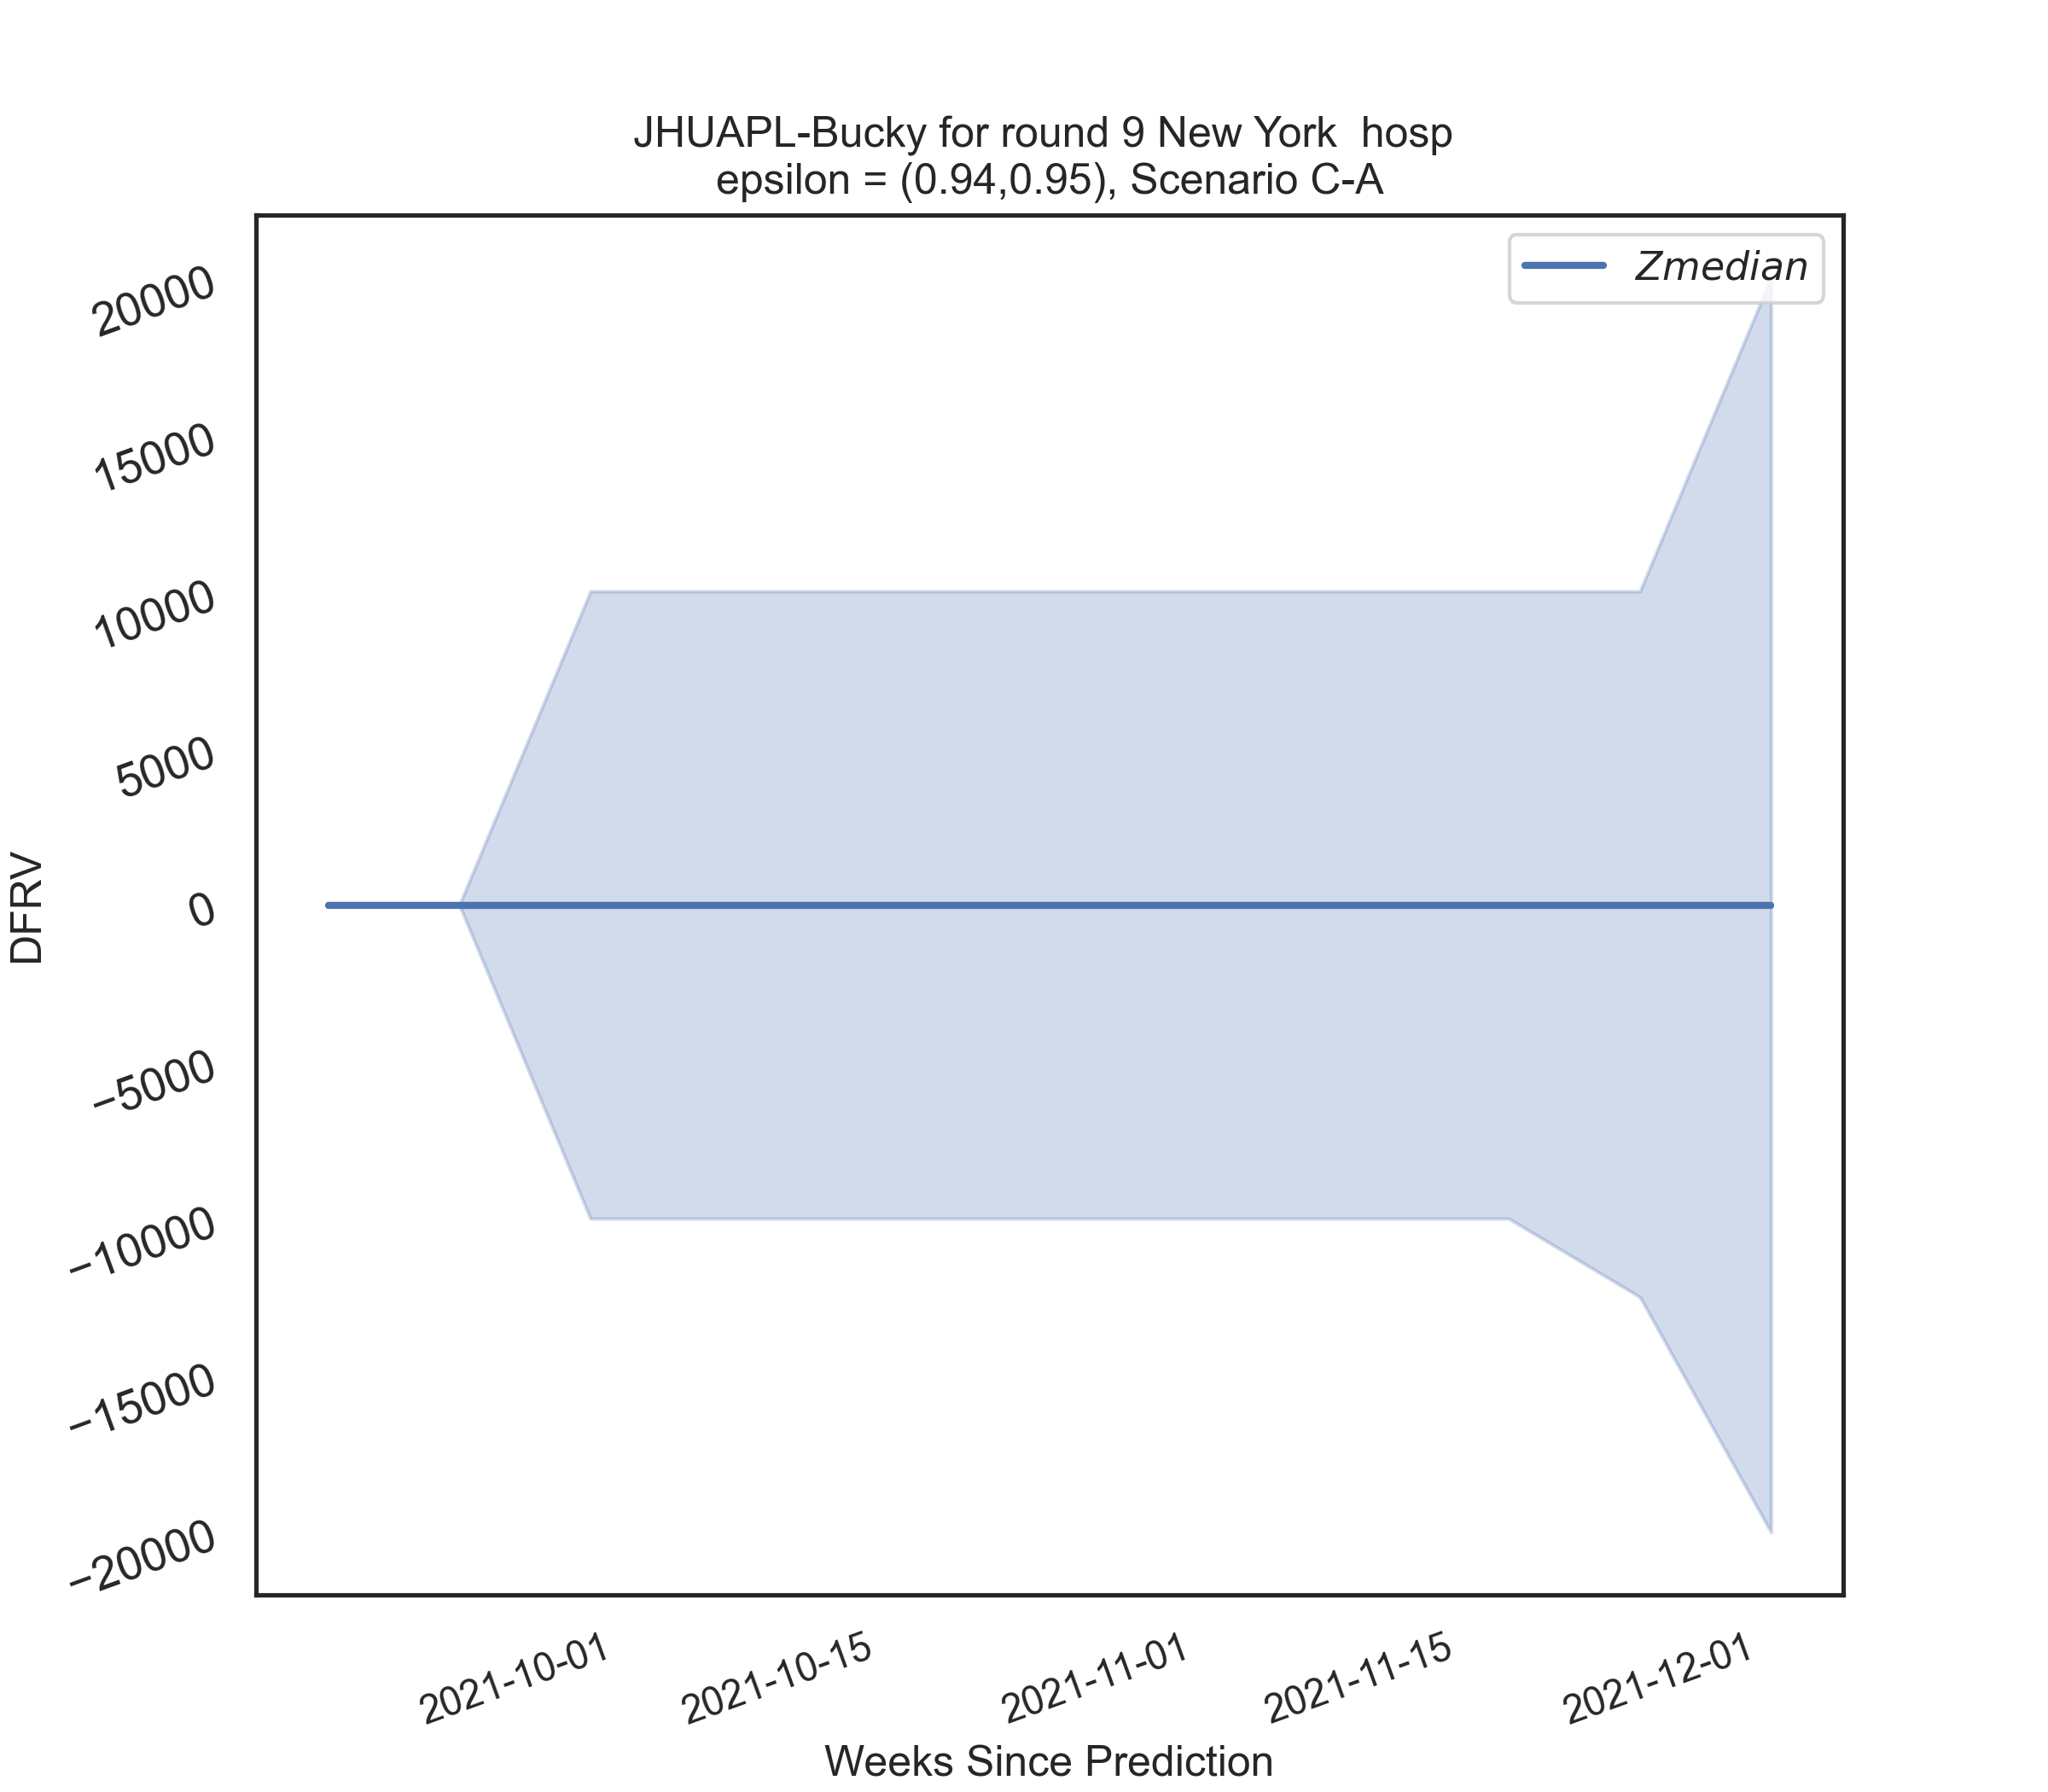 JHUAPL-Bucky for round 9 New York  hosp
epsilon = (0.94,0.95), Scenario C-A
Zmedian
20000
15000
10000
5000
0
−5000
−10000
−15000
−20000
DFRV
2021-10-01
2021-10-15
2021-11-01
2021-11-15
2021-12-01
Weeks Since Prediction